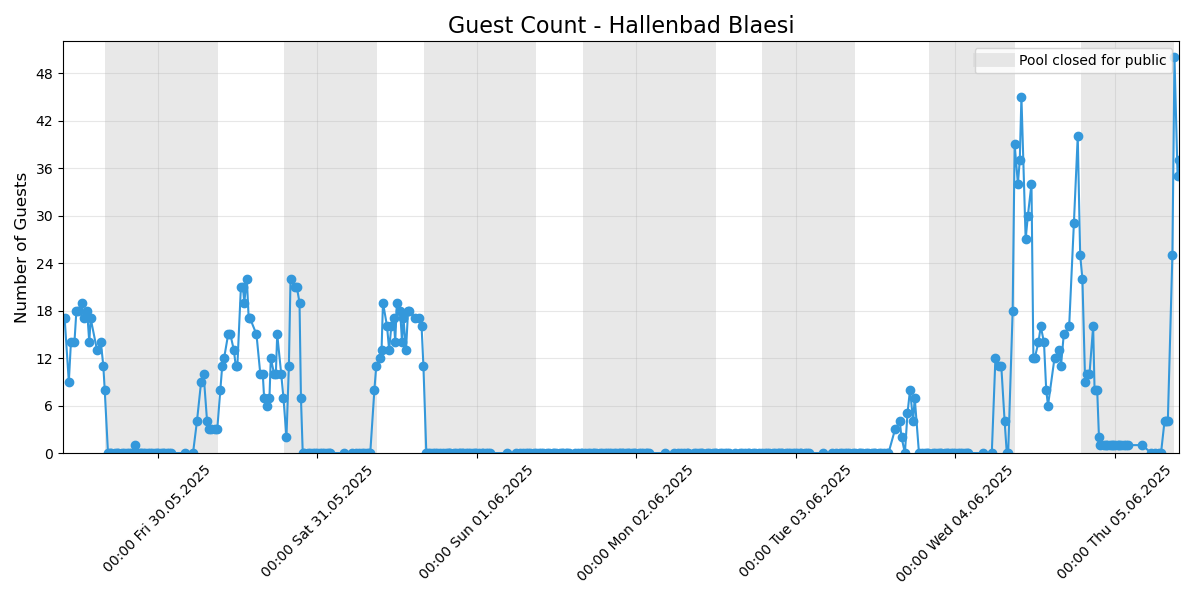 Guest Count - Hallenbad Blaesi
Pool closed for public
Number of Guests
48
42
36
30
24
18
12
6
0
00:00 Fri 30.05.2025
00:00 Sat 31.05.2025
00:00 Sun 01.06.2025
00:00 Mon 02.06.2025
00:00 Tue 03.06.2025
00:00 Wed 04.06.2025
00:00 Thu 05.06.2025